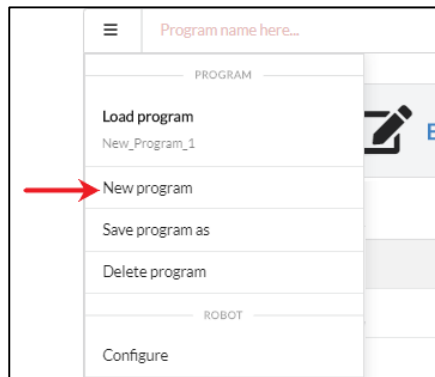 Program name here...
PROGRAM
Load program
New_Program_1
New program
Save program as
Delete program
ROBOT
Configure